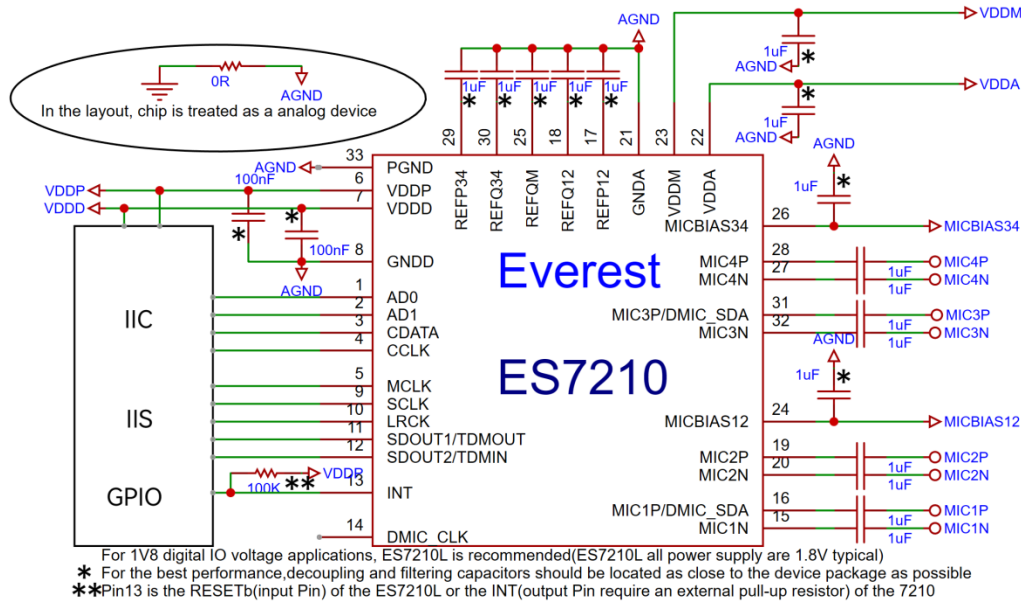 AGND
VDDM
1uF
AGND
*
0R
AGND
In the layout, chip is treated as a analog device
1uF 1uF 1uF 1uF 1uF
* * * * *
VDDA
1uF
AGND
*
29 30 25 18 17 21 23 22
REFP34 REFQ34 REFQM REFQ12 REFP12 GNDA VDDM VDDA
AGND 33 PGND
100nF
VDDP 6 VDDP
VDDD 7 VDDD
*
*
100nF
8 GNDD
AGND
AGND
1uF *
MICBIAS34 26 MICBIAS34
Everest
MIC4P 28 1uF MIC4P
MIC4N 27 1uF MIC4N
MIC3P/DMIC_SDA 31 1uF MIC3P
MIC3N 32 1uF MIC3N
IIC
1 AD0
2 AD1
3 CDATA
4 CCLK
ES7210
AGND
1uF *
MICBIAS12 24 MICBIAS12
IIS
5 MCLK
9 SCLK
10 LRCK
11 SDOUT1/TDMOUT
12 SDOUT2/TDMIN
MIC2P 19 1uF MIC2P
MIC2N 20 1uF MIC2N
GPIO
VDDP
100K **
13 INT
MIC1P/DMIC_SDA 16 1uF MIC1P
MIC1N 15 1uF MIC1N
14 DMIC_CLK
For 1V8 digital IO voltage applications, ES7210L is recommended(ES7210L all power supply are 1.8V typical)
* For the best performance,decoupling and filtering capacitors should be located as close to the device package as possible
**Pin13 is the RESETb(input Pin) of the ES7210L or the INT(output Pin require an external pull-up resistor) of the 7210